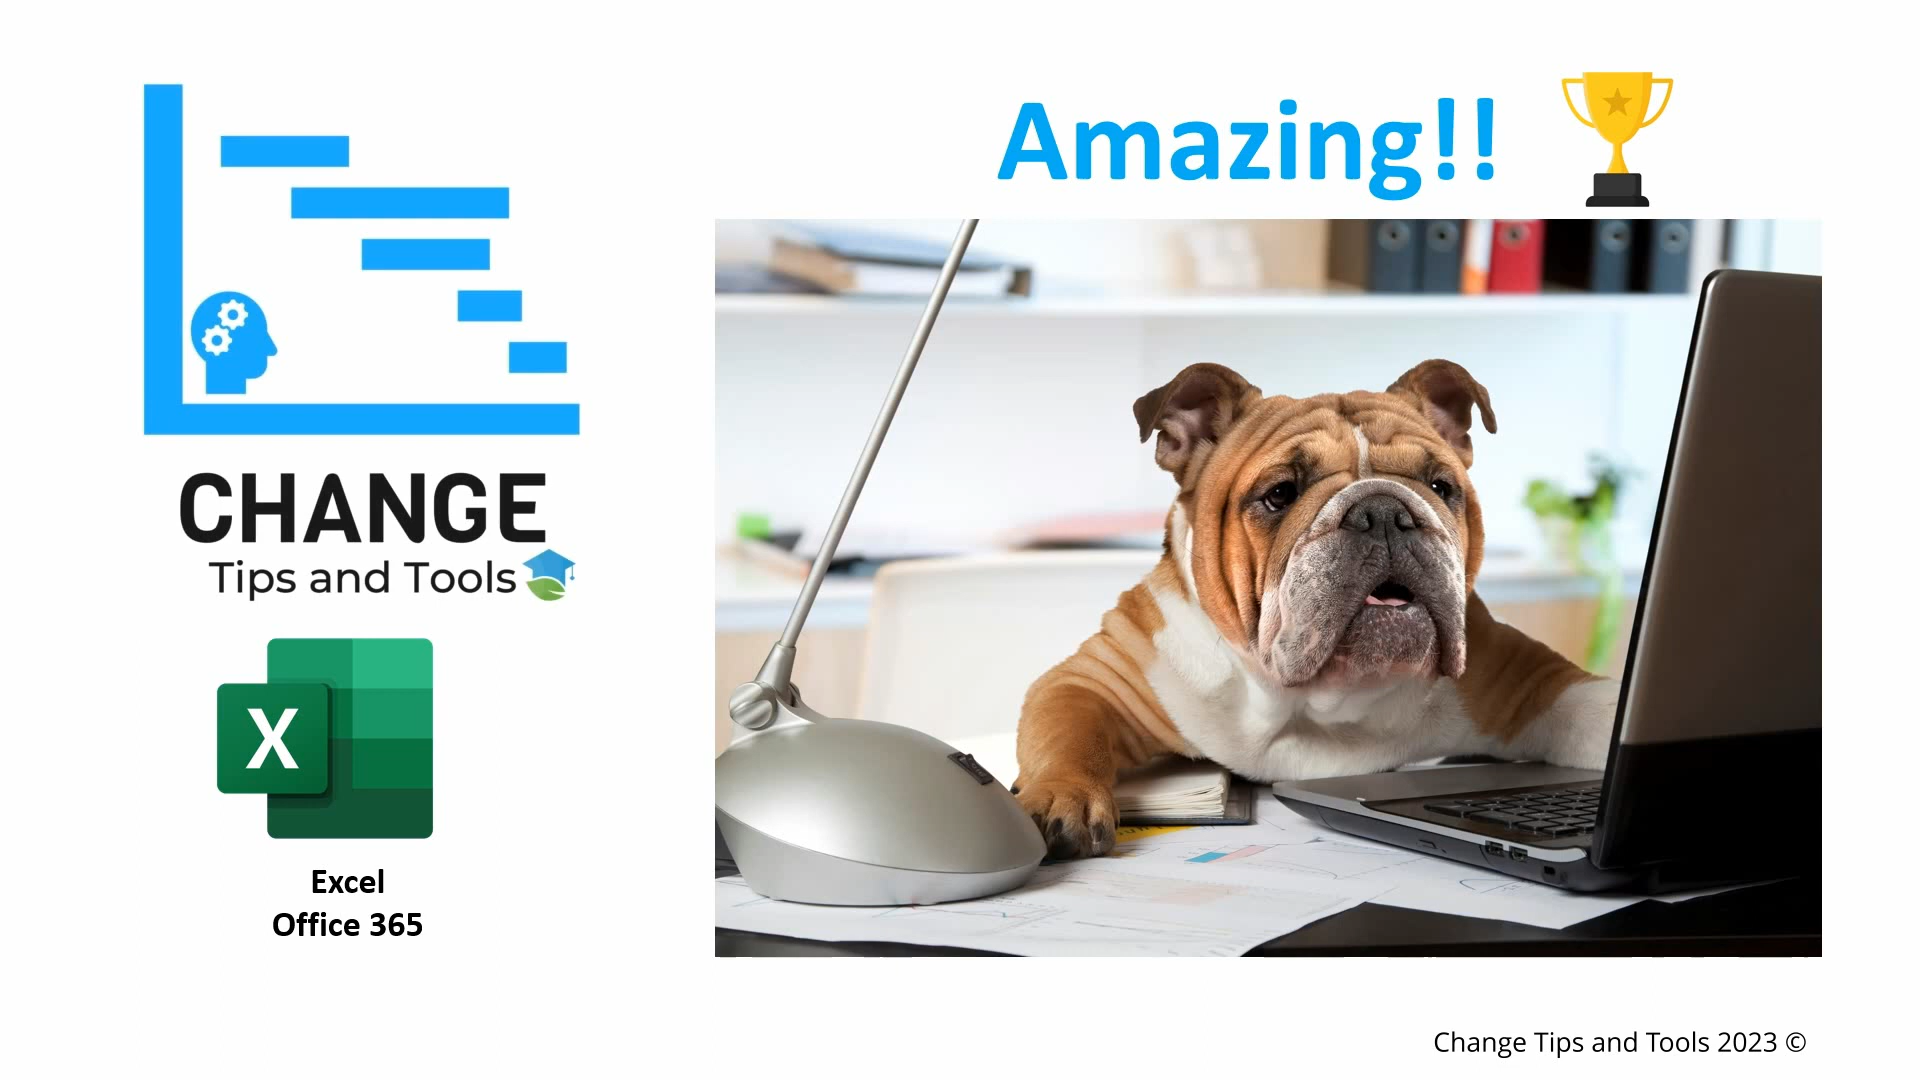 Amazing!!
CHANGE
Tips and Tools
X
Excel
Office 365
Change Tips and Tools 2023 ©